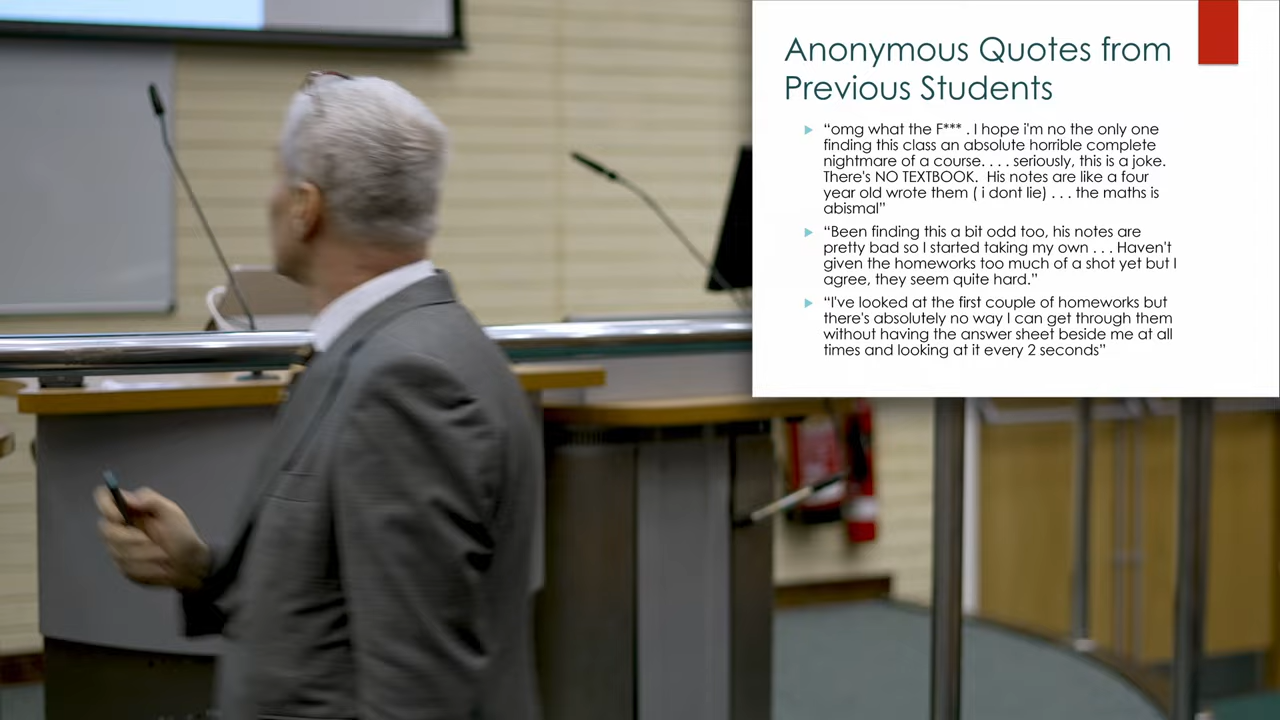 Anonymous Quotes from
Previous Students
“omg what the F*** . I hope i'm no the only one
finding this class an absolute horrible complete
nightmare of a course. . . . seriously, this is a joke.
There's NO TEXTBOOK.  His notes are like a four
year old wrote them ( i dont lie) . . . the maths is
abismal”
“Been finding this a bit odd too, his notes are
pretty bad so I started taking my own . . . Haven't
given the homeworks too much of a shot yet but I
agree, they seem quite hard.”
“I've looked at the first couple of homeworks but
there's absolutely no way I can get through them
without having the answer sheet beside me at all
times and looking at it every 2 seconds”